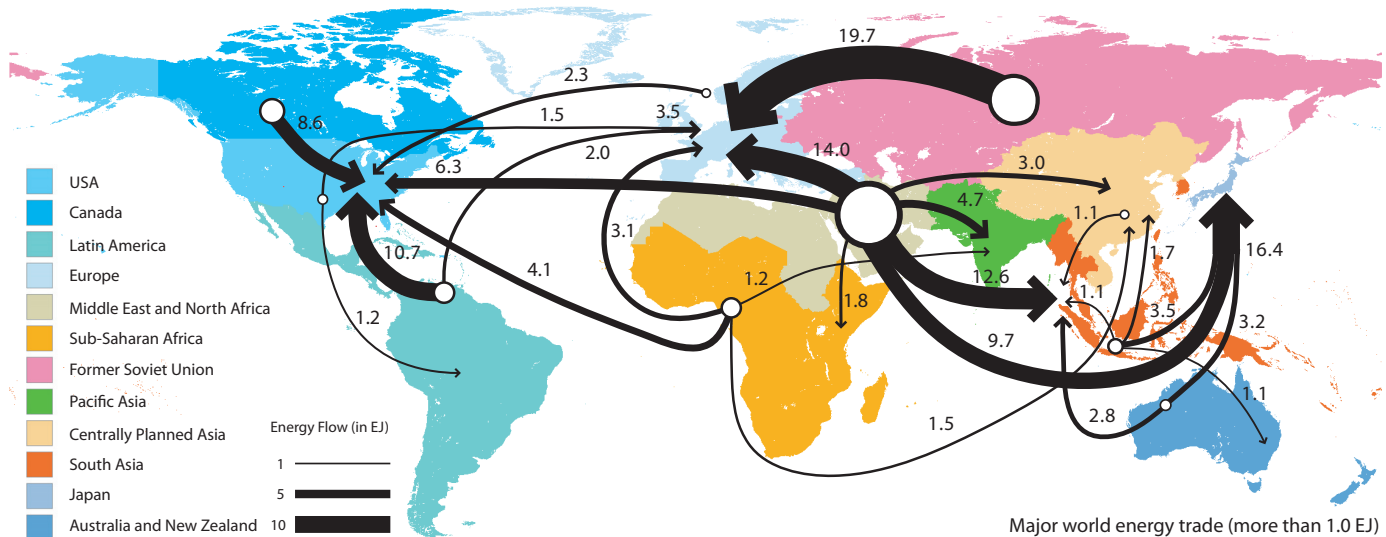 19.7
2.3
1.5
3.5
8.6
2.0
14.0
3.0
6.3
4.7
1.1
3.1
10.7
4.1
1.2
12.6
1.7
16.4
1.8
1.1
1.2
9.7
3.5
3.2
1.5
2.8
1.1
USA
Canada
Latin America
Europe
Middle East and North Africa
Sub-Saharan Africa
Former Soviet Union
Pacific Asia
Centrally Planned Asia
South Asia
Japan
Australia and New Zealand
Energy Flow (in EJ)
1
5
10
Major world energy trade (more than 1.0 EJ)